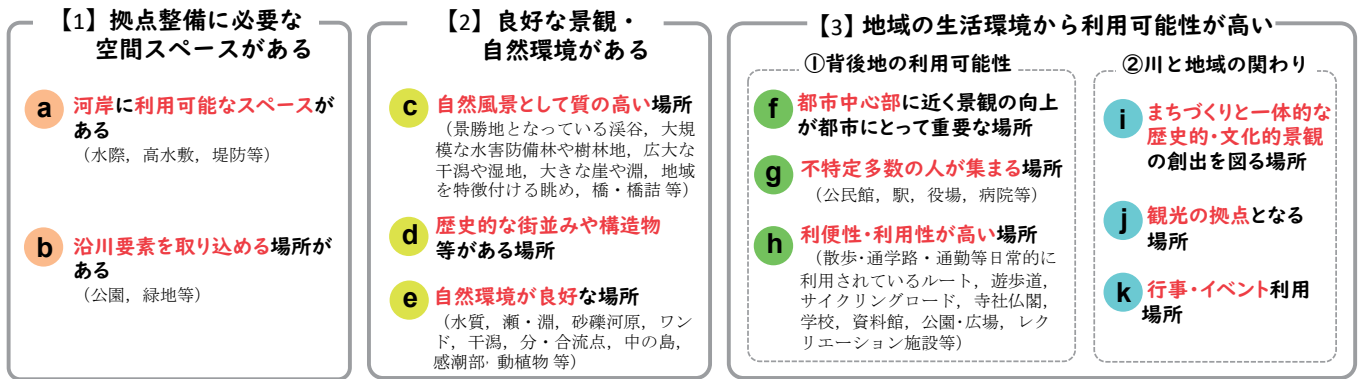 【1】拠点整備に必要な
空間スペースがある
a 河岸に利用可能なスペースが
ある
（水際，高水敷，堤防等）
b 沿川要素を取り込める場所が
ある
（公園，緑地等）
【2】良好な景観・
自然環境がある
c 自然風景として質の高い場所
（景勝地となっている渓谷，大規
模な水害防備林や樹林地，広大な
干潟や湿地，大きな崖や淵，地域
を特徴付ける眺め，橋・橋詰 等）
d 歴史的な街並みや構造物
等がある場所
e 自然環境が良好な場所
（水質，瀬・淵，砂礫河原，ワン
ド，干潟，分・合流点，中の島，
感潮部，動植物 等）
【3】地域の生活環境から利用可能性が高い
①背後地の利用可能性
f 都市中心部に近く景観の向上
が都市にとって重要な場所
g 不特定多数の人が集まる場所
（公民館，駅，役場，病院等）
h 利便性・利用性が高い場所
（散歩・通学路・通勤等日常的に
利用されているルート，遊歩道，
サイクリングロード，寺社仏閣，
学校，資料館，公園・広場，レク
リエーション施設等）
②川と地域の関わり
i まちづくりと一体的な
歴史的・文化的景観
の創出を図る場所
j 観光の拠点となる
場所
k 行事・イベント利用
場所